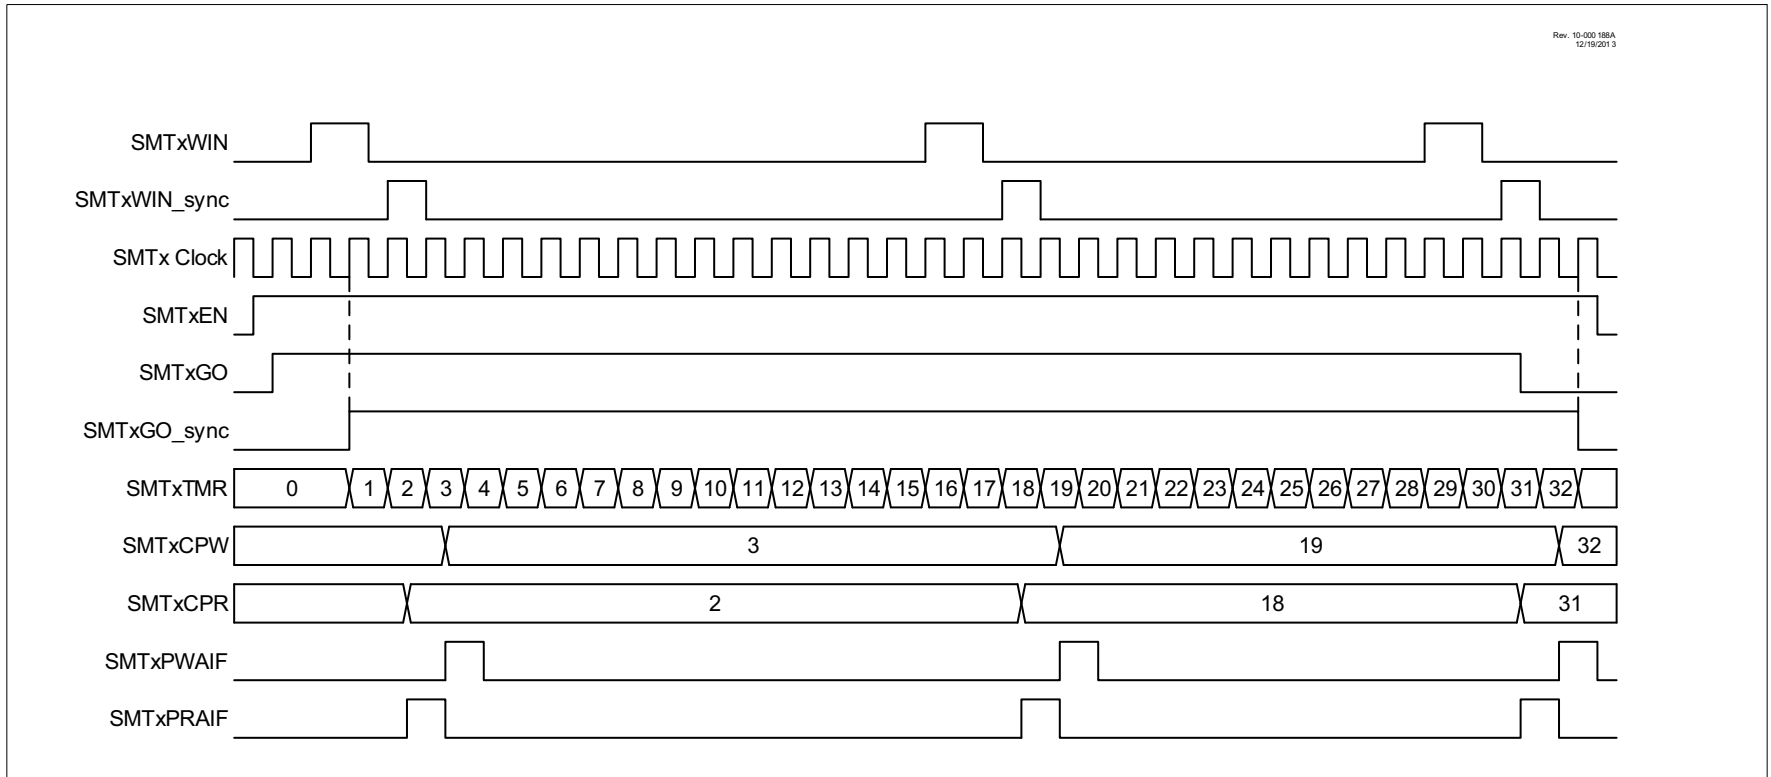 Rev. 10-000 188A
12/19/201 3
SMTxWIN
SMTxWIN_sync
SMTx Clock
SMTxEN
SMTxGO
SMTxGO_sync
SMTxTMR 0 1 2 3 4 5 6 7 8 9 10 11 12 13 14 15 16 17 18 19 20 21 22 23 24 25 26 27 28 29 30 31 32
SMTxCPW 3 19 32
SMTxCPR 2 18 31
SMTxPWAIF
SMTxPRAIF